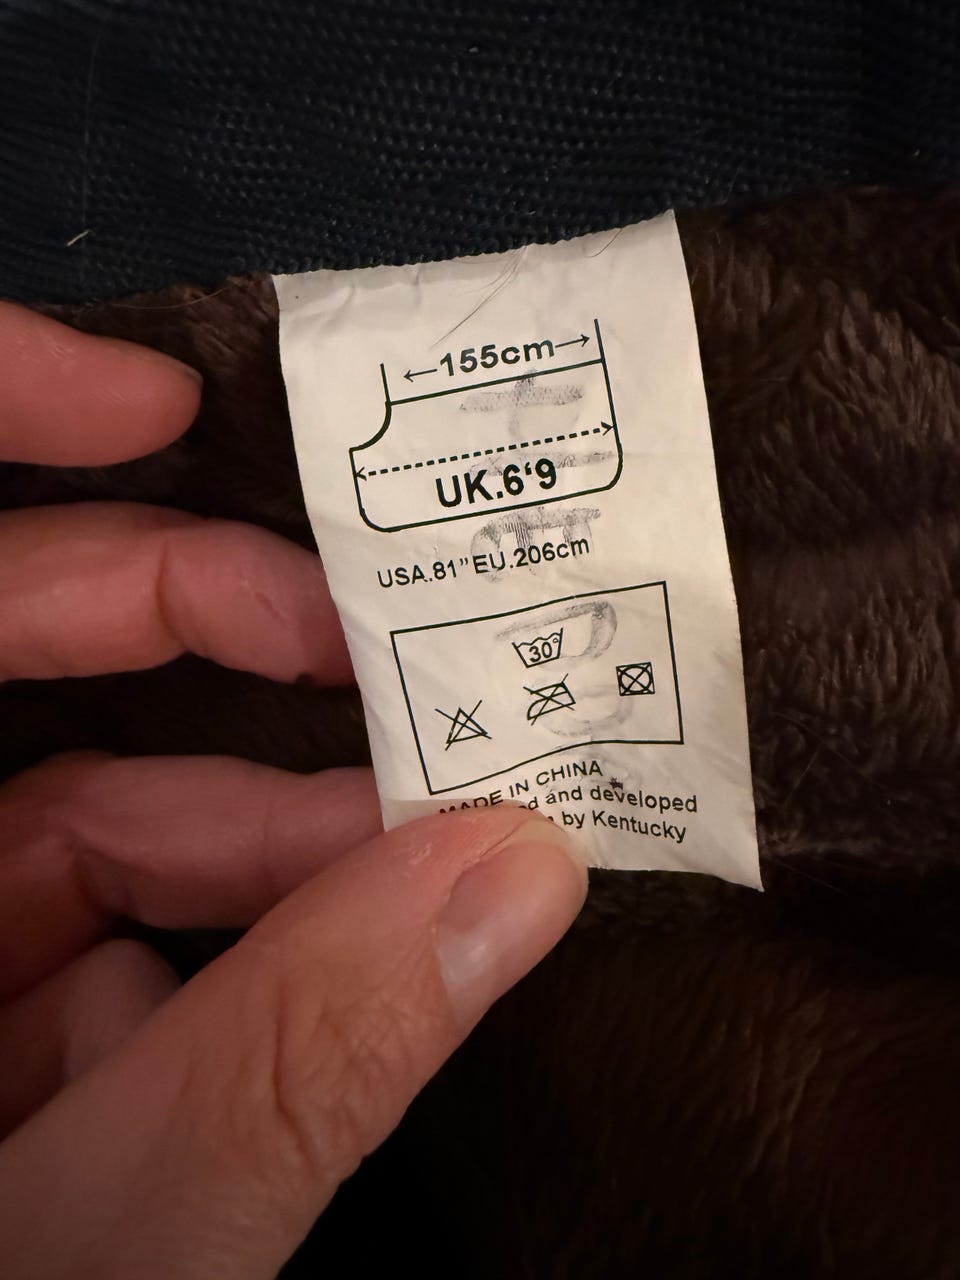 ←155cm→
UK.6‘9
USA.81” EU.206cm
30°
MADE IN CHINA
and developed
by Kentucky